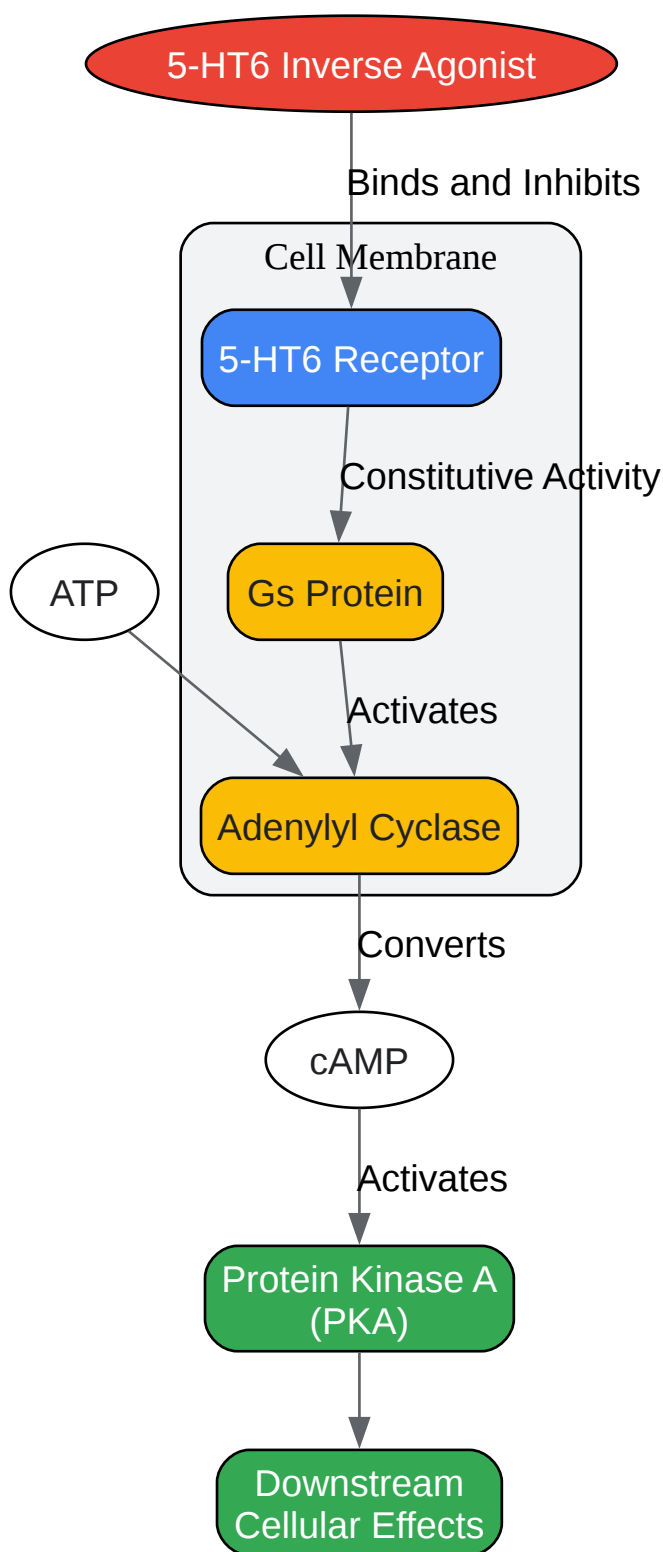 5-HT6 Inverse Agonist
Binds and Inhibits
Cell Membrane
5-HT6 Receptor
Constitutive Activity
ATP
Gs Protein
Activates
Adenylyl Cyclase
Converts
cAMP
Activates
Protein Kinase A
(PKA)
Downstream
Cellular Effects